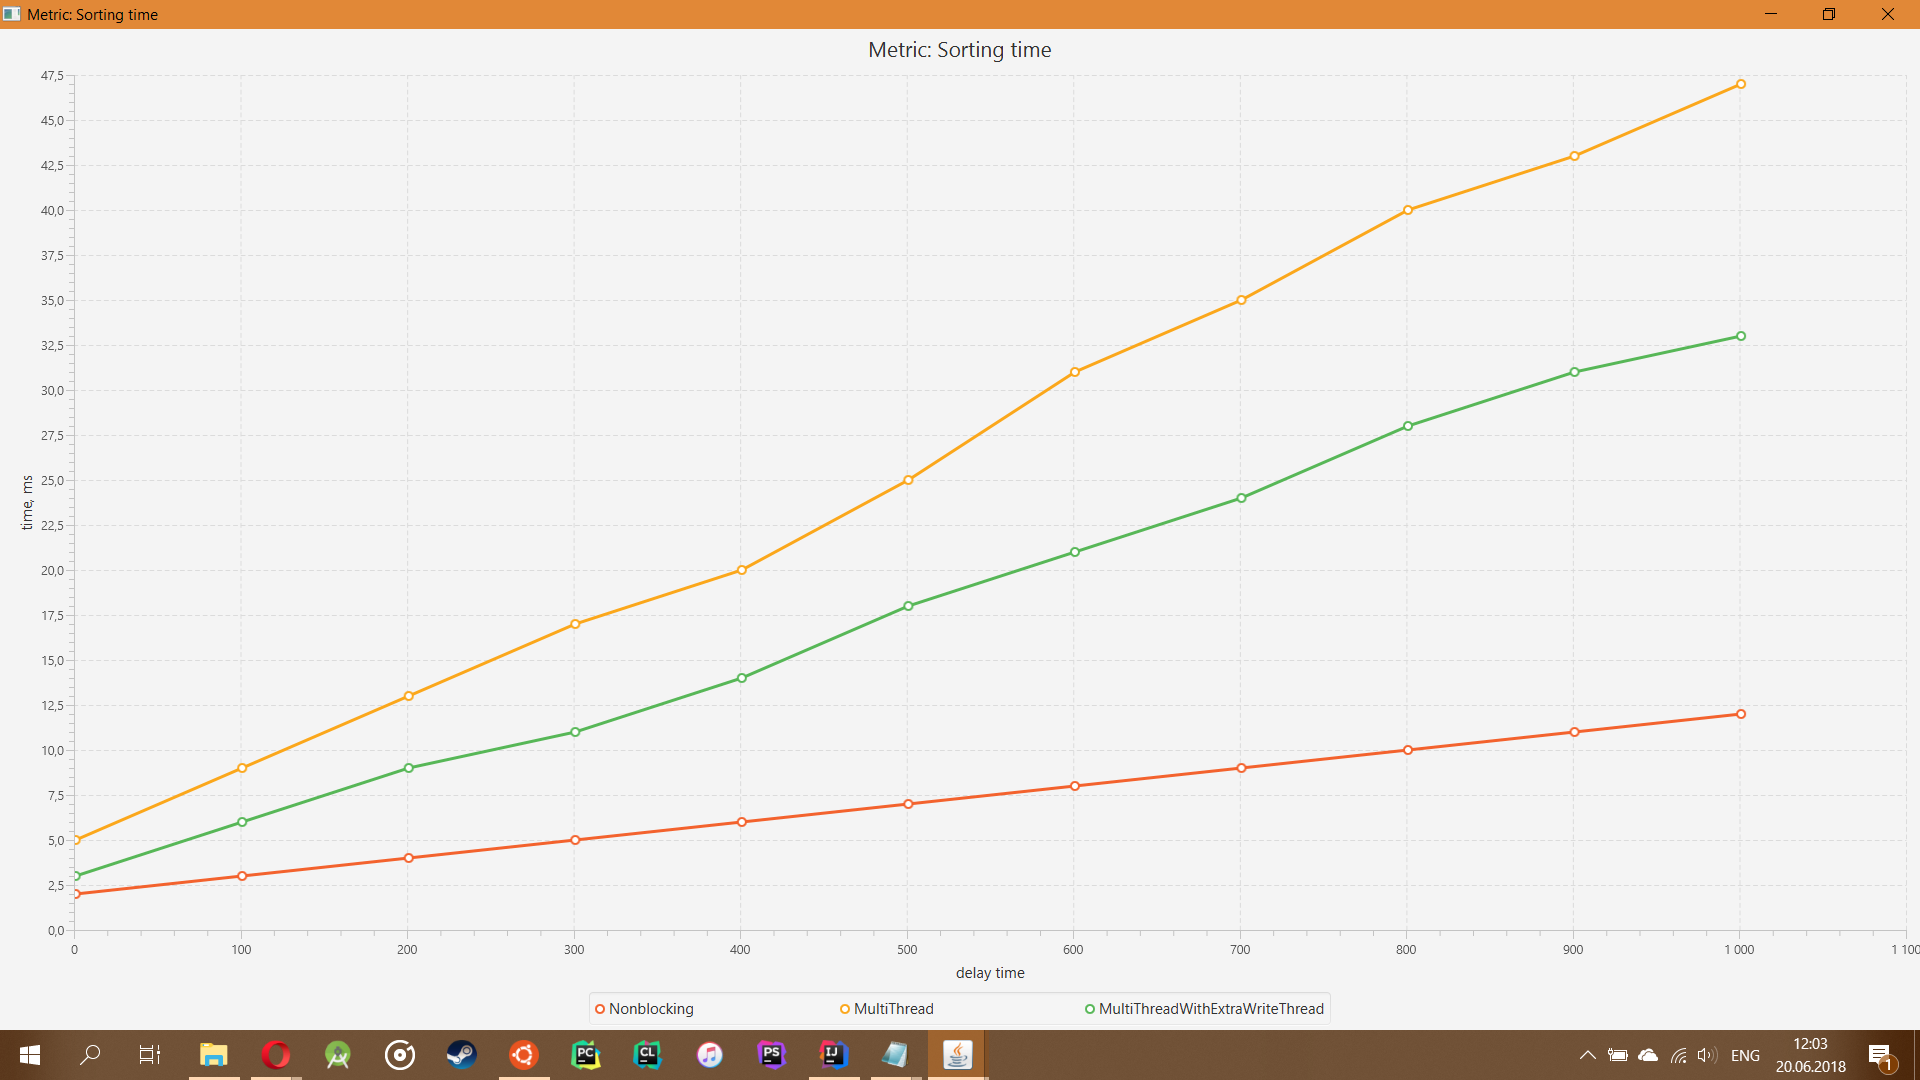 Metric: Sorting time
Metric: Sorting time
47,5
45,0
42,5
40,0
37,5
35,0
32,5
30,0
27,5
25,0
22,5
20,0
17,5
15,0
12,5
10,0
7,5
5,0
2,5
0,0
time, ms
0 100 200 300 400 500 600 700 800 900 1 000 1 100
delay time
Nonblocking MultiThread MultiThreadWithExtraWriteThread
PC CL PS IJ
ENG
12:03
20.06.2018
1